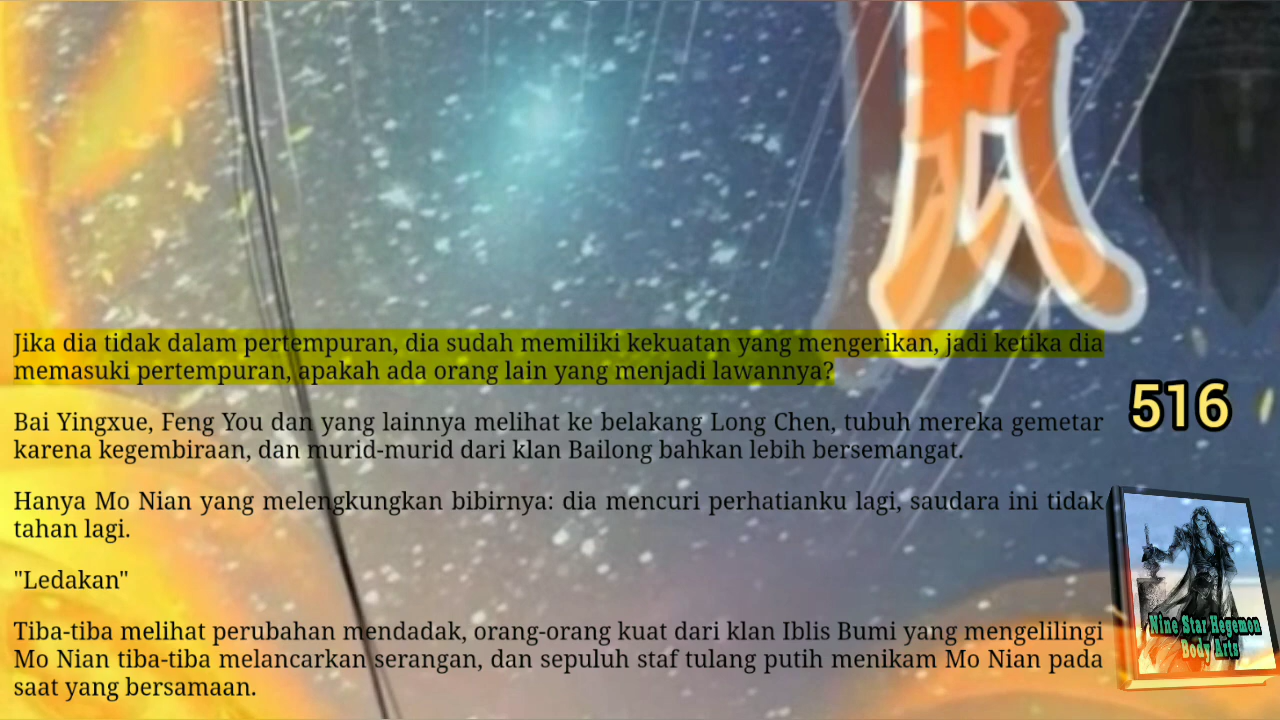 Jika dia tidak dalam pertempuran, dia sudah memiliki kekuatan yang mengerikan, jadi ketika dia
memasuki pertempuran, apakah ada orang lain yang menjadi lawannya?
Bai Yingxue, Feng You dan yang lainnya melihat ke belakang Long Chen, tubuh mereka gemetar
karena kegembiraan, dan murid-murid dari klan Bailong bahkan lebih bersemangat.
Hanya Mo Nian yang melengkungkan bibirnya: dia mencuri perhatianku lagi, saudara ini tidak
tahan lagi.
"Ledakan"
Tiba-tiba melihat perubahan mendadak, orang-orang kuat dari klan Iblis Bumi yang mengelilingi
Mo Nian tiba-tiba melancarkan serangan, dan sepuluh staf tulang putih menikam Mo Nian pada
saat yang bersamaan.
516
Nine Star Hegemon
Body Arts